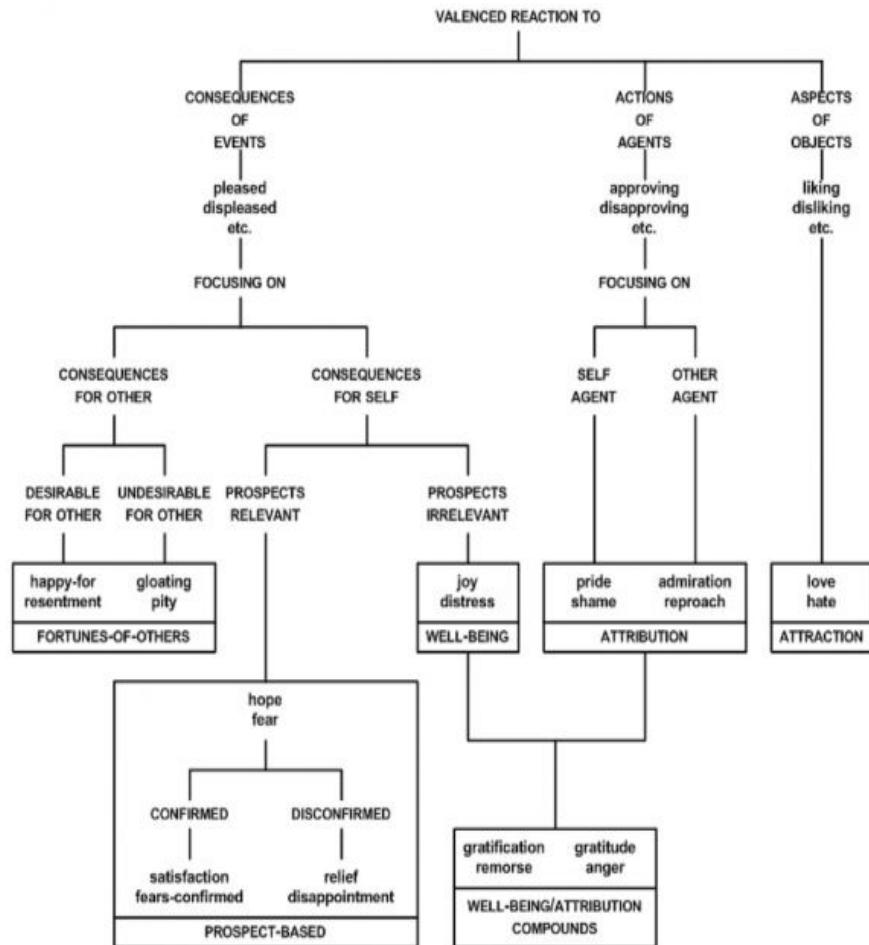 VALENCED REACTION TO
CONSEQUENCES
OF
EVENTS
ACTIONS
OF
AGENTS
ASPECTS
OF
OBJECTS
pleased
displeased
etc.
approving
disapproving
etc.
liking
disliking
etc.
FOCUSING ON
FOCUSING ON
CONSEQUENCES
FOR OTHER
CONSEQUENCES
FOR SELF
SELF
AGENT
OTHER
AGENT
DESIRABLE
FOR OTHER
UNDESIRABLE
FOR OTHER
PROSPECTS
RELEVANT
PROSPECTS
IRRELEVANT
happy-for
resentment
gloating
pity
FORTUNES-OF-OTHERS
joy
distress
WELL-BEING
pride
shame
admiration
reproach
ATTRIBUTION
love
hate
ATTRACTION
hope
fear
CONFIRMED
DISCONFIRMED
satisfaction
fears-confirmed
relief
disappointment
PROSPECT-BASED
gratification
remorse
gratitude
anger
WELL-BEING/ATTRIBUTION
COMPOUNDS